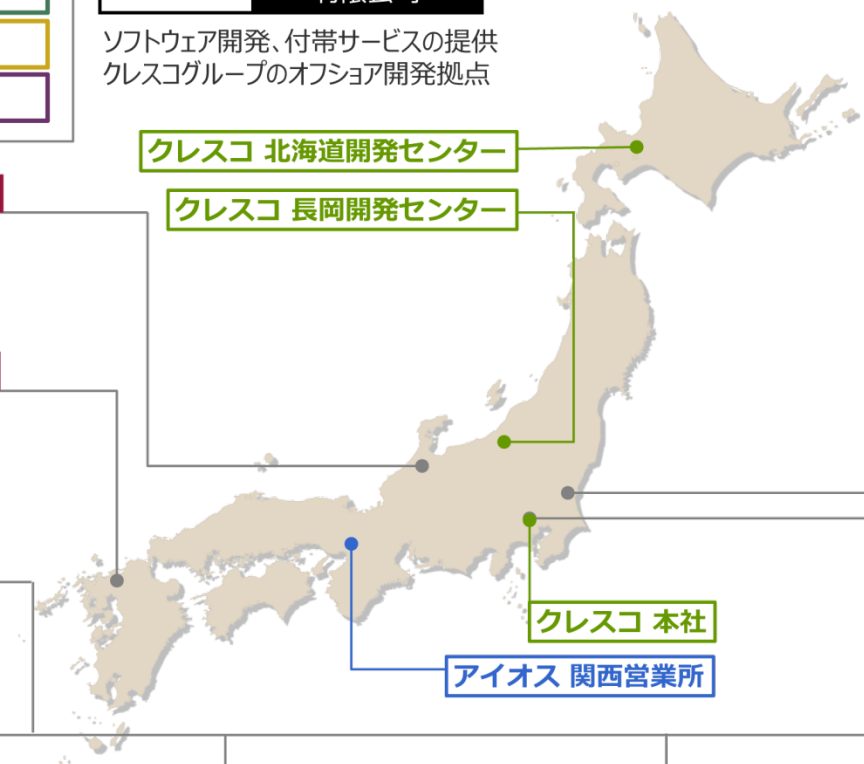 ソフトウェア開発、付帯サービスの提供
クレスコグループのオフショア開発拠点
クレスコ 北海道開発センター
クレスコ 長岡開発センター
クレスコ 本社
アイオス 関西営業所